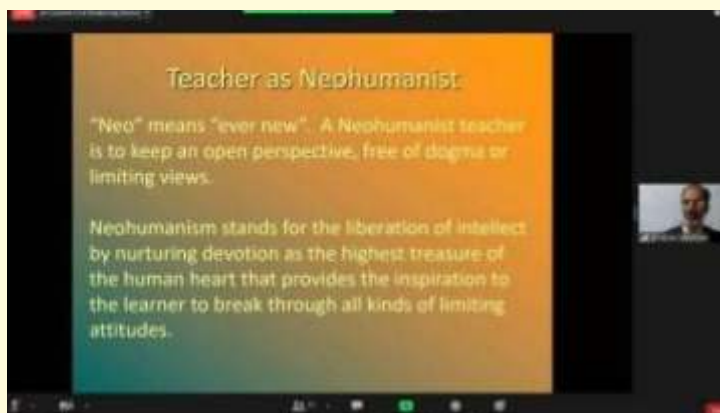 Teacher as Neohumanist
"Neo" means "ever new". A Neohumanist teacher
is to keep an open perspective, free of dogma or
limiting views.
Neohumanism stands for the liberation of intellect
by nurturing devotion as the highest treasure of
the human heart that provides the inspiration to
the learner to break through all kinds of limiting
attitudes.